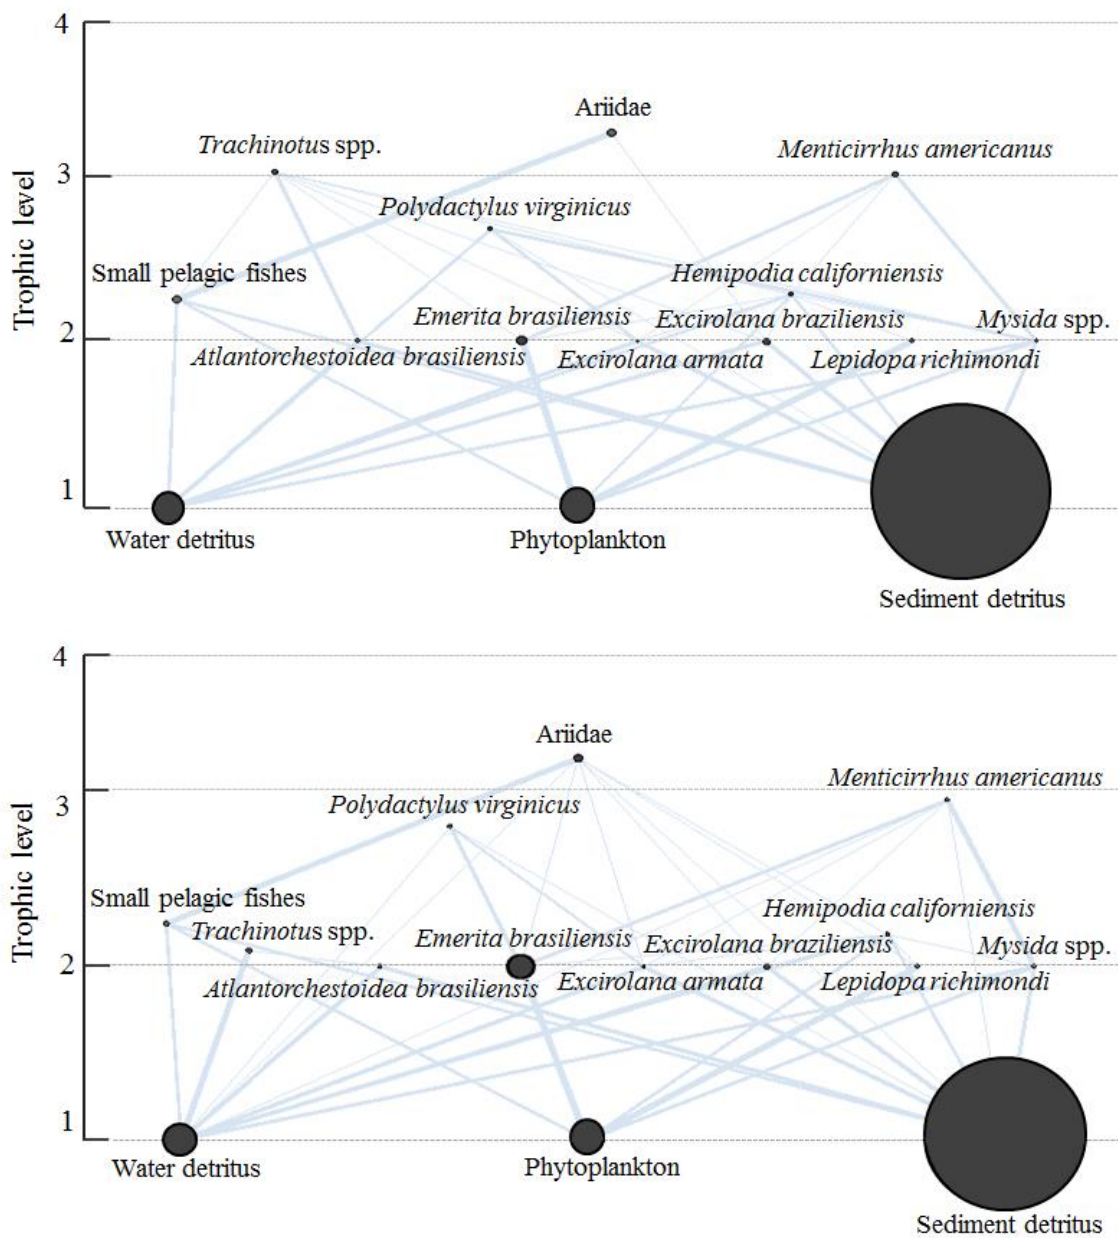 4
Ariidae
Trachinotus spp.
Menticirrhus americanus
3
Polydactylus virginicus
Small pelagic fishes
Hemipodia californiensis
Trophic level
Emerita brasiliensis
Excirolana braziliensis
Mysida spp.
2
Atlantorchestoidea brasiliensis
Excirolana armata
Lepidopa richimondi
1
Water detritus
Phytoplankton
Sediment detritus
4
Ariidae
Menticirrhus americanus
3
Polydactylus virginicus
Small pelagic fishes
Hemipodia californiensis
Trophic level
Trachinotus spp.
Emerita brasiliensis
Excirolana braziliensis
Mysida spp.
2
Atlantorchestoidea brasiliensis
Excirolana armata
Lepidopa richimondi
1
Water detritus
Phytoplankton
Sediment detritus